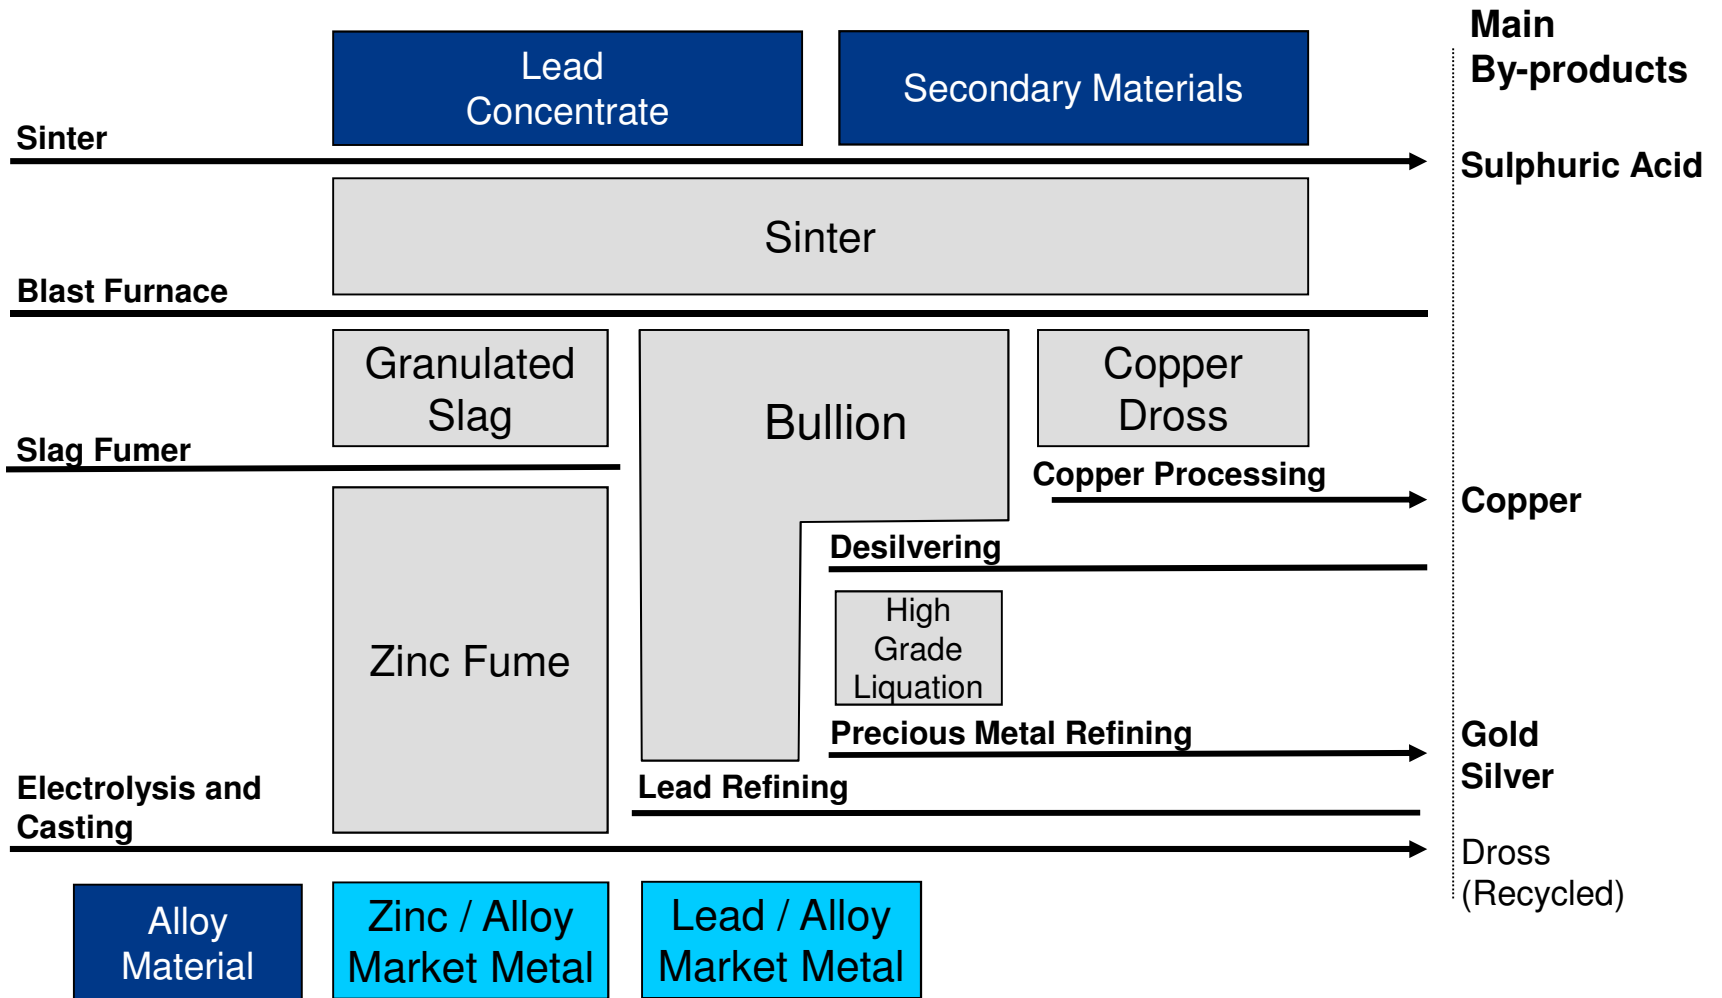 Main
By-products
Lead
Concentrate
Secondary Materials
Sinter
Sulphuric Acid
Sinter
Blast Furnace
Granulated
Slag
Bullion
Copper
Dross
Slag Fumer
Copper Processing
Copper
Desilvering
High
Grade
Liquation
Zinc Fume
Precious Metal Refining
Gold
Silver
Electrolysis and
Casting
Lead Refining
Dross
(Recycled)
Alloy
Material
Zinc / Alloy
Market Metal
Lead / Alloy
Market Metal